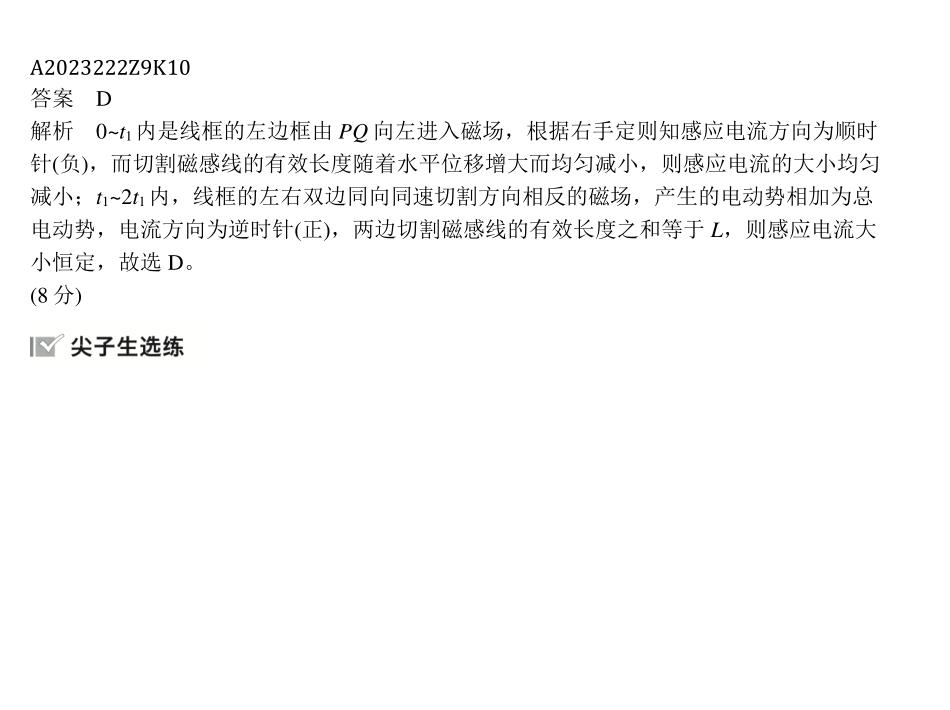 A2023222Z9K10
答案 D
解析 0~t₁内是线框的左边框由 PQ 向左进入磁场，根据右手定则知感应电流方向为顺时
针(负)，而切割磁感线的有效长度随着水平位移增大而均匀减小，则感应电流的大小均匀
减小；t₁~2t₁内，线框的左右双边同向同速切割方向相反的磁场，产生的电动势相加为总
电动势，电流方向为逆时针(正)，两边切割磁感线的有效长度之和等于 L，则感应电流大
小恒定，故选 D。
(8 分)
尖子生选练